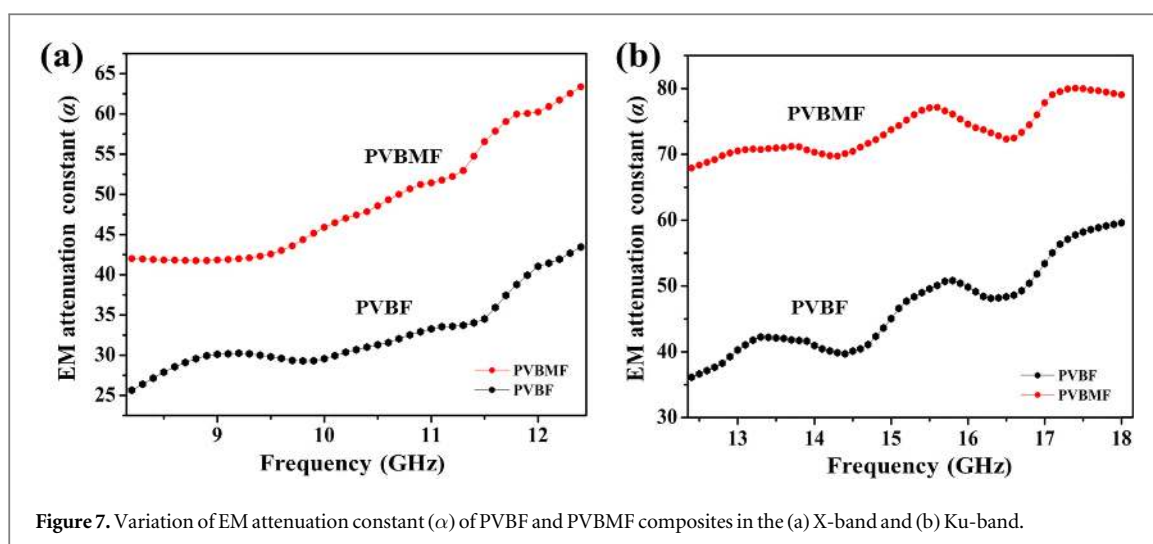 (a)
EM attenuation constant (α)
65
60
55
50
45
40
35
30
25
PVBMF
PVBF
PVBMF
PVBF
9 10 11 12
Frequency (GHz)
(b)
EM attenuation constant (α)
80
70
60
50
40
30
PVBMF
PVBF
PVBF
PVBMF
13 14 15 16 17 18
Frequency (GHz)
Figure 7. Variation of EM attenuation constant (α) of PVBF and PVBMF composites in the (a) X-band and (b) Ku-band.